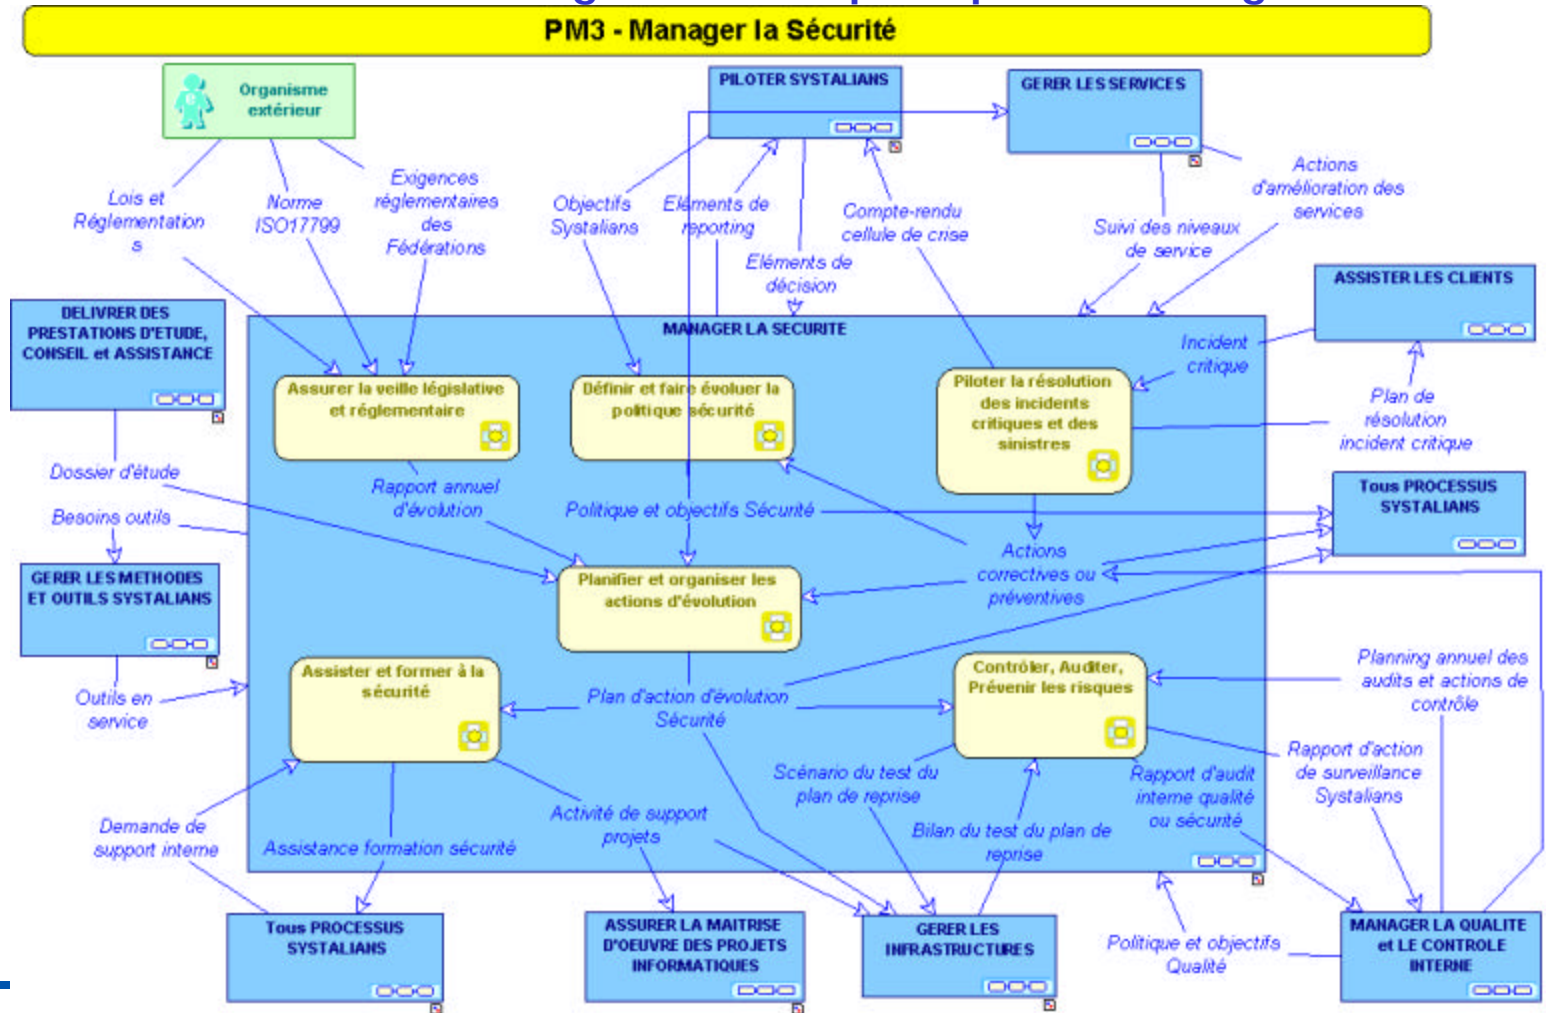 PM3 - Manager la Sécurité
Organisme
extérieur
PILOTER SYSTALIANS
GERER LES SERVICES
Lois et
Réglementation
s
Norme
ISO17799
Exigences
réglementaires
des
Fédérations
Objectifs
Systalians
Eléments de
reporting
Eléments de
décision
Compte-rendu
cellule de crise
Suivi des niveaux
de service
Actions
d'amélioration des
services
ASSISTER LES CLIENTS
DELIVRER DES
PRESTATIONS D'ETUDE,
CONSEIL et ASSISTANCE
MANAGER LA SECURITE
Incident
critique
Assurer la veille législative
et réglementaire
Définir et faire évoluer la
politique sécurité
Piloter la résolution
des incidents
critiques et des
sinistres
Plan de
résolution
incident critique
Dossier d'étude
Rapport annuel
d'évolution
Politique et objectifs Sécurité
Tous PROCESSUS
SYSTALIANS
Besoins outils
Actions
correctives ou
préventives
GERER LES METHODES
ET OUTILS SYSTALIANS
Planifier et organiser les
actions d'évolution
Assister et former à la
sécurité
Contrôler, Auditer,
Prévenir les risques
Planning annuel des
audits et actions de
contrôle
Outils en
service
Plan d'action d'évolution
Sécurité
Rapport d'action
de surveillance
Systalians
Scénario du test du
plan de reprise
Rapport d'audit
interne qualité
ou sécurité
Demande de
support interne
Activité de support
projets
Bilan du test du plan de
reprise
Assistance formation sécurité
Tous PROCESSUS
SYSTALIANS
ASSURER LA MAITRISE
D'OEUVRE DES PROJETS
INFORMATIQUES
GERER LES
INFRASTRUCTURES
Politique et objectifs
Qualité
MANAGER LA QUALITE
et LE CONTROLE
INTERNE